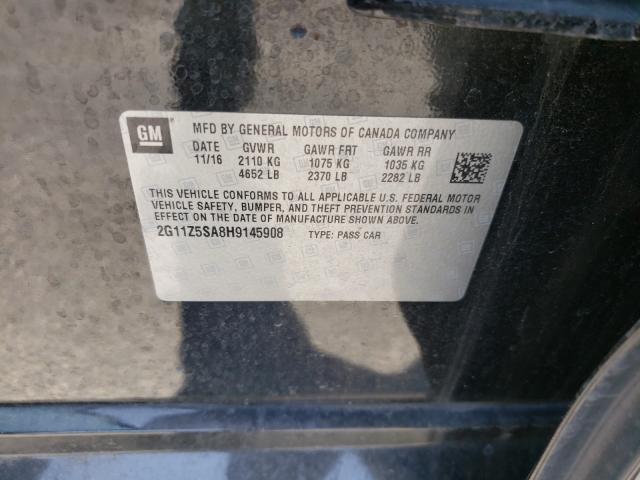 GM
MFD BY GENERAL MOTORS OF CANADA COMPANY
DATE GVWR GAWR FRT GAWR RR
11/16 2110 KG 1075 KG 1035 KG
4652 LB 2370 LB 2282 LB
THIS VEHICLE CONFORMS TO ALL APPLICABLE U.S. FEDERAL MOTOR
VEHICLE SAFETY, BUMPER, AND THEFT PREVENTION STANDARDS IN
EFFECT ON THE DATE OF MANUFACTURE SHOWN ABOVE.
2G11Z5SA8H9145908 TYPE: PASS CAR